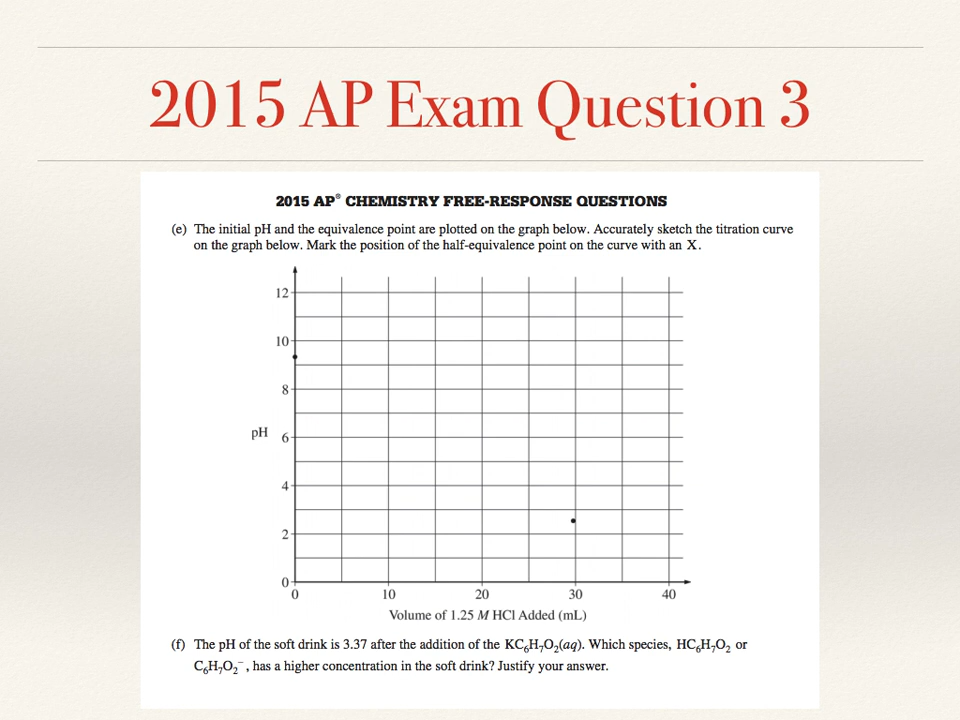 2015 AP Exam Question 3
2015 AP® CHEMISTRY FREE-RESPONSE QUESTIONS
(e) The initial pH and the equivalence point are plotted on the graph below. Accurately sketch the titration curve
on the graph below. Mark the position of the half-equivalence point on the curve with an X.
12
10
8
pH
6
4
2
0
0 10 20 30 40
Volume of 1.25 M HCl Added (mL)
(f) The pH of the soft drink is 3.37 after the addition of the KC₆H₇O₂(aq). Which species, HC₆H₇O₂ or
C₆H₇O₂⁻, has a higher concentration in the soft drink? Justify your answer.